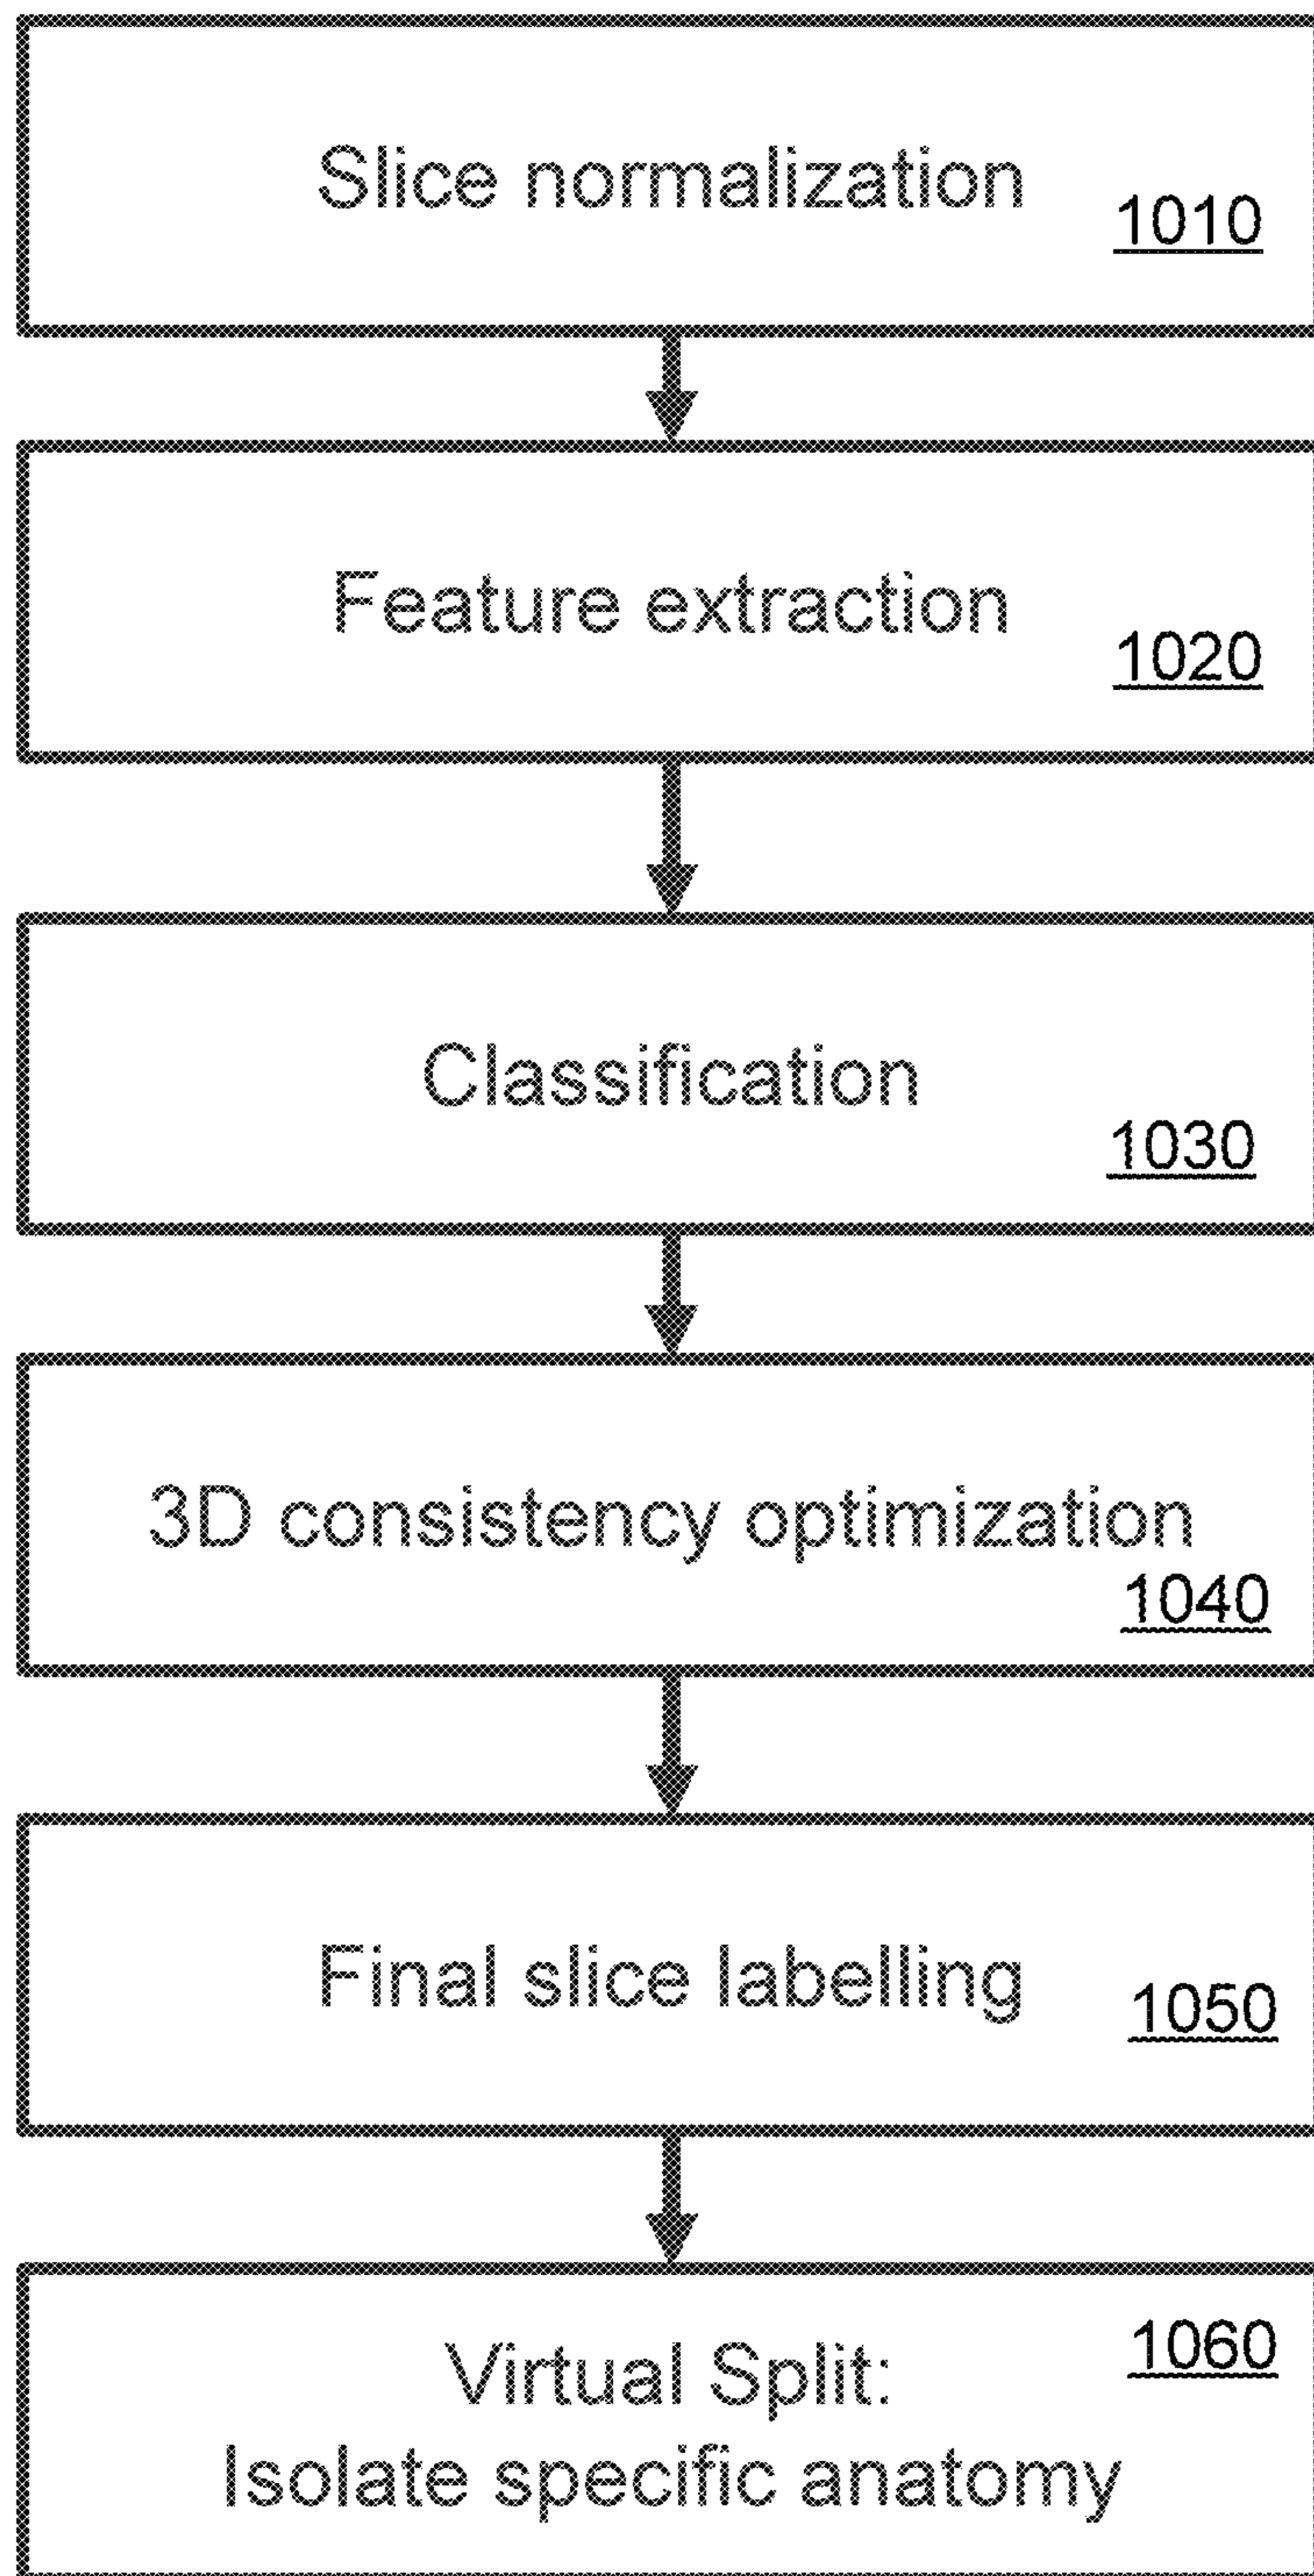 Slice normalization
1010
Feature extraction
1020
Classification
1030
3D consistency optimization
1040
Final slice labelling
1050
1060
Virtual Split:
Isolate specific anatomy